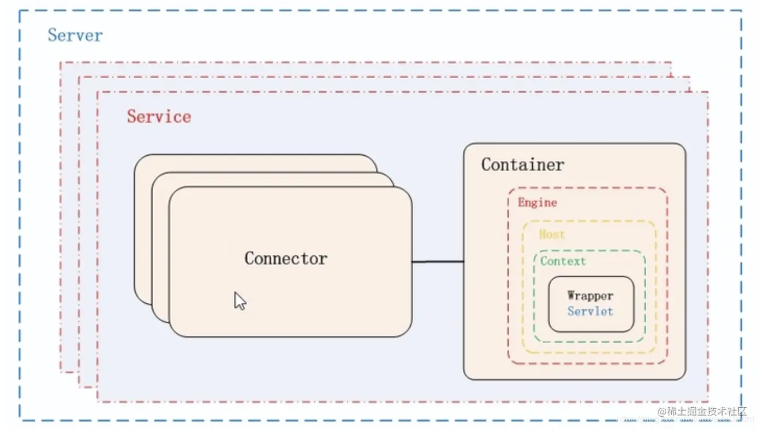 Server
Service
Connector
Container
Engine
Host
Context
Wrapper
Servlet
@稀土掘金技术社区